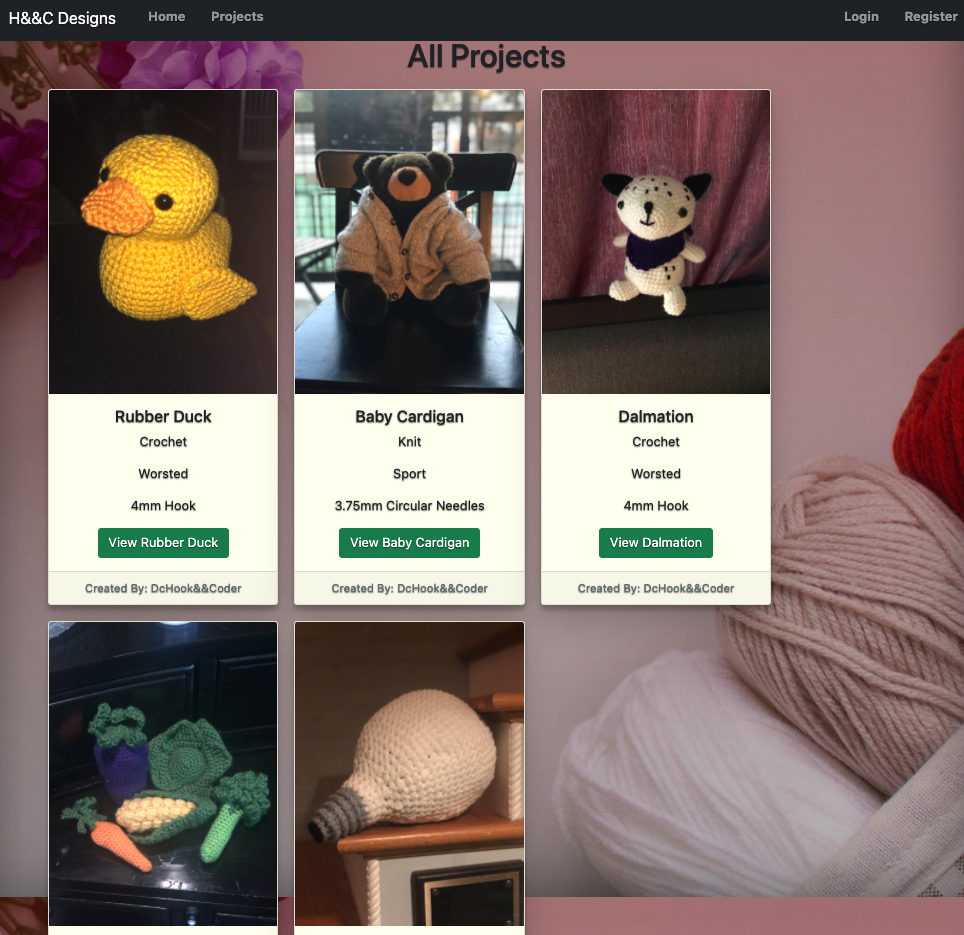 H&&C Designs Home Projects Login Register
All Projects
Rubber Duck
Crochet
Worsted
4mm Hook
View Rubber Duck
Created By: DcHook&&Coder
Baby Cardigan
Knit
Sport
3.75mm Circular Needles
View Baby Cardigan
Created By: DcHook&&Coder
Dalmation
Crochet
Worsted
4mm Hook
View Dalmation
Created By: DcHook&&Coder